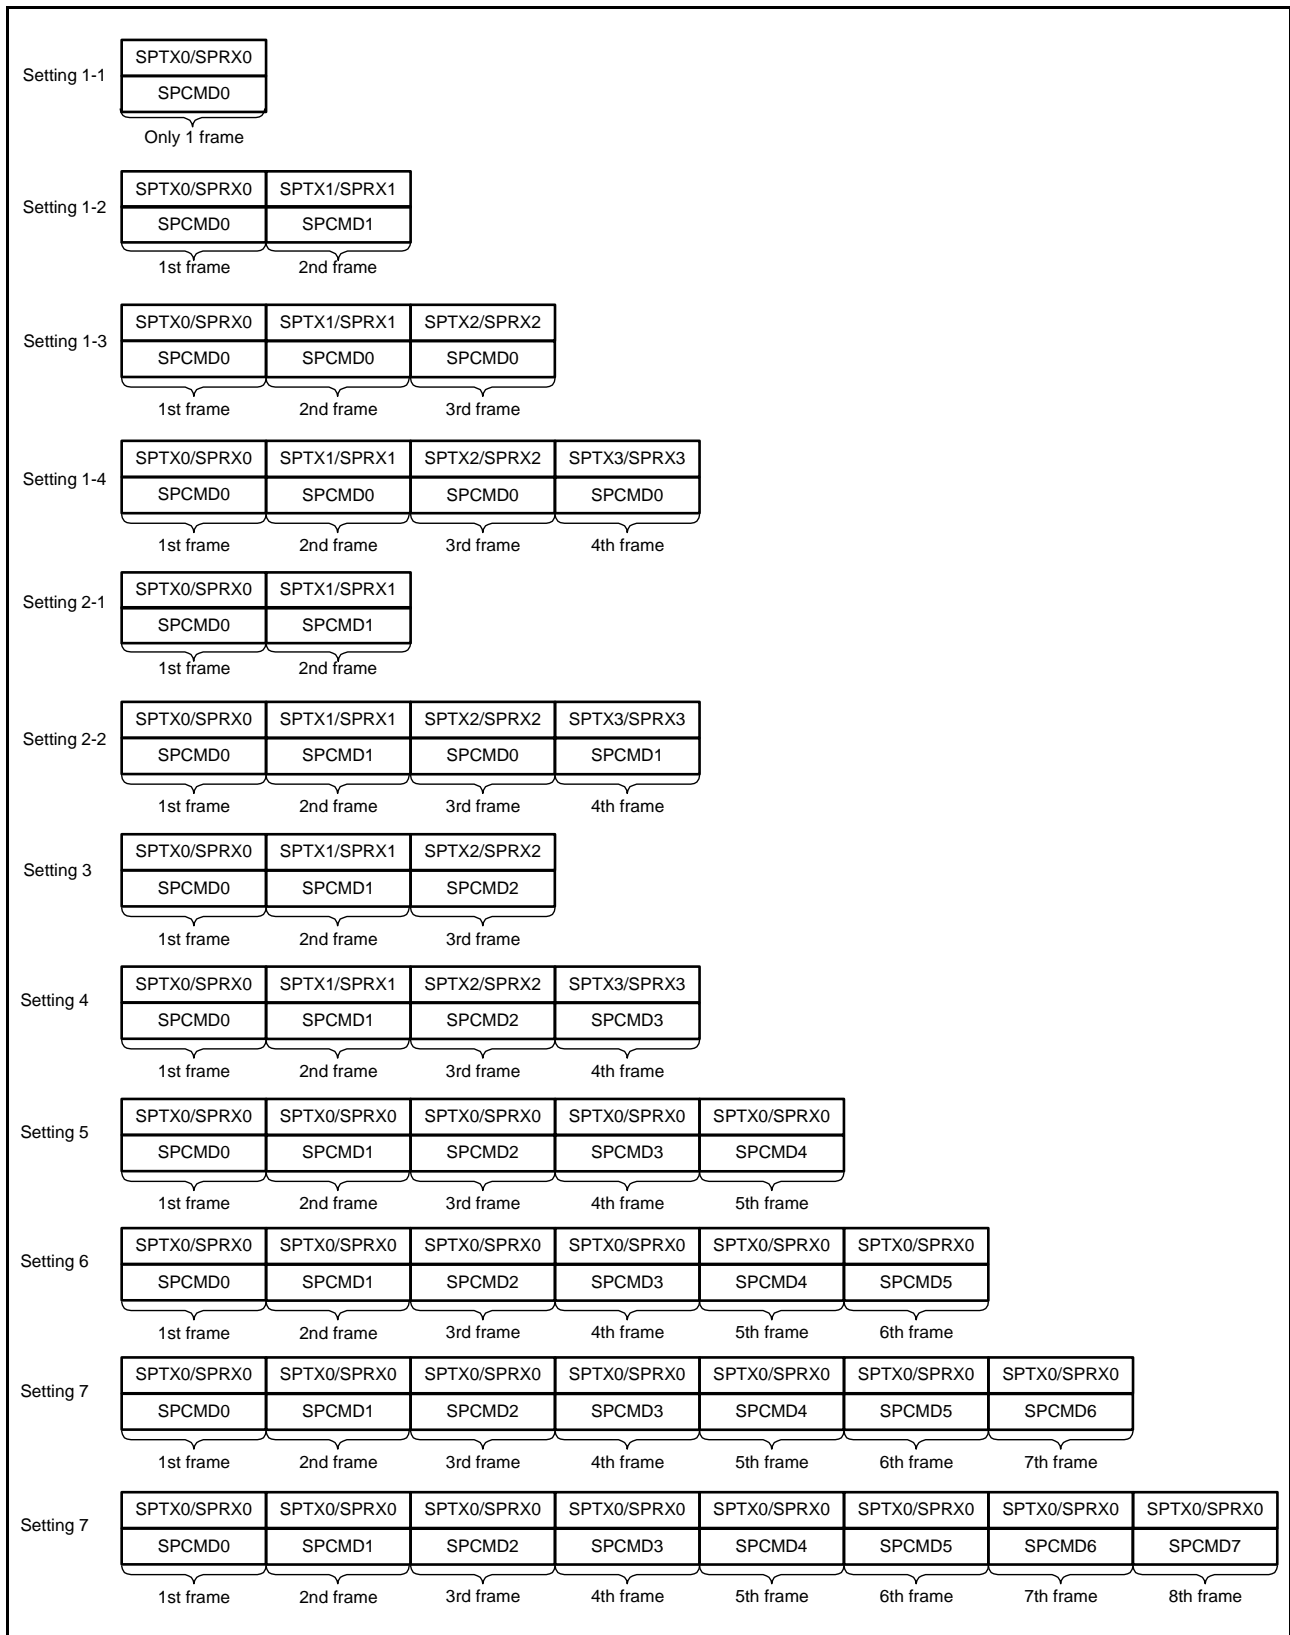 SPTX0/SPRX0
Setting 1-1
SPCMD0
Only 1 frame
SPTX0/SPRX0 SPTX1/SPRX1
Setting 1-2
SPCMD0 SPCMD1
1st frame 2nd frame
SPTX0/SPRX0 SPTX1/SPRX1 SPTX2/SPRX2
Setting 1-3
SPCMD0 SPCMD0 SPCMD0
1st frame 2nd frame 3rd frame
SPTX0/SPRX0 SPTX1/SPRX1 SPTX2/SPRX2 SPTX3/SPRX3
Setting 1-4
SPCMD0 SPCMD0 SPCMD0 SPCMD0
1st frame 2nd frame 3rd frame 4th frame
SPTX0/SPRX0 SPTX1/SPRX1
Setting 2-1
SPCMD0 SPCMD1
1st frame 2nd frame
SPTX0/SPRX0 SPTX1/SPRX1 SPTX2/SPRX2 SPTX3/SPRX3
Setting 2-2
SPCMD0 SPCMD1 SPCMD0 SPCMD1
1st frame 2nd frame 3rd frame 4th frame
SPTX0/SPRX0 SPTX1/SPRX1 SPTX2/SPRX2
Setting 3
SPCMD0 SPCMD1 SPCMD2
1st frame 2nd frame 3rd frame
SPTX0/SPRX0 SPTX1/SPRX1 SPTX2/SPRX2 SPTX3/SPRX3
Setting 4
SPCMD0 SPCMD1 SPCMD2 SPCMD3
1st frame 2nd frame 3rd frame 4th frame
SPTX0/SPRX0 SPTX0/SPRX0 SPTX0/SPRX0 SPTX0/SPRX0 SPTX0/SPRX0
Setting 5
SPCMD0 SPCMD1 SPCMD2 SPCMD3 SPCMD4
1st frame 2nd frame 3rd frame 4th frame 5th frame
SPTX0/SPRX0 SPTX0/SPRX0 SPTX0/SPRX0 SPTX0/SPRX0 SPTX0/SPRX0 SPTX0/SPRX0
Setting 6
SPCMD0 SPCMD1 SPCMD2 SPCMD3 SPCMD4 SPCMD5
1st frame 2nd frame 3rd frame 4th frame 5th frame 6th frame
SPTX0/SPRX0 SPTX0/SPRX0 SPTX0/SPRX0 SPTX0/SPRX0 SPTX0/SPRX0 SPTX0/SPRX0 SPTX0/SPRX0
Setting 7
SPCMD0 SPCMD1 SPCMD2 SPCMD3 SPCMD4 SPCMD5 SPCMD6
1st frame 2nd frame 3rd frame 4th frame 5th frame 6th frame 7th frame
SPTX0/SPRX0 SPTX0/SPRX0 SPTX0/SPRX0 SPTX0/SPRX0 SPTX0/SPRX0 SPTX0/SPRX0 SPTX0/SPRX0 SPTX0/SPRX0
Setting 7
SPCMD0 SPCMD1 SPCMD2 SPCMD3 SPCMD4 SPCMD5 SPCMD6 SPCMD7
1st frame 2nd frame 3rd frame 4th frame 5th frame 6th frame 7th frame 8th frame